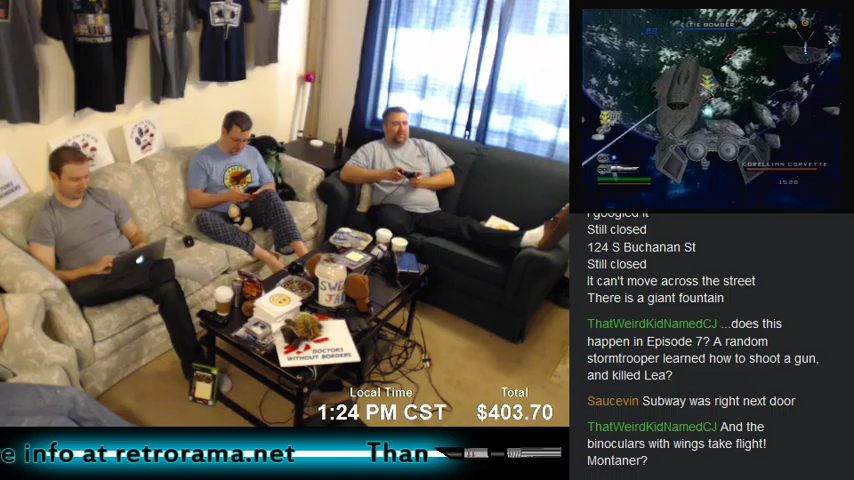 TIE BOMBER
CORELLIAN CORVETTE
1528
I googled it
Still closed
124 S Buchanan St
Still closed
It can't move across the street
There is a giant fountain
ThatWeirdKidNamedCJ ...does this
happen in Episode 7? A random
stormtrooper learned how to shoot a gun,
and killed Lea?
Saucevin Subway was right next door
ThatWeirdKidNamedCJ And the
binoculars with wings take flight!
Montaner?
SWE
JA
DOCTORS
WITHOUT BORDERS
Local Time
1:24 PM CST
Total
$403.70
e info at retrorama.net
Than